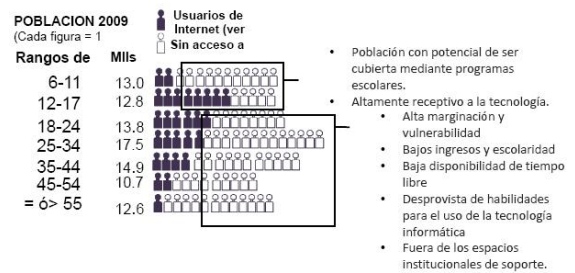 POBLACION 2009
(Cada figura = 1
Usuarios de
Internet (ver
Sin acceso a
Rangos de Mlls
6-11 13.0
12-17 12.8
18-24 13.8
25-34 17.5
35-44 14.9
45-54 10.7
= ó> 55 12.6
• Población con potencial de ser
cubierta mediante programas
escolares.
• Altamente receptivo a la tecnología.
• Alta marginación y
vulnerabilidad
• Bajos ingresos y escolaridad
• Baja disponibilidad de tiempo
libre
• Desprovista de habilidades
para el uso de la tecnología
informática
• Fuera de los espacios
institucionales de soporte.